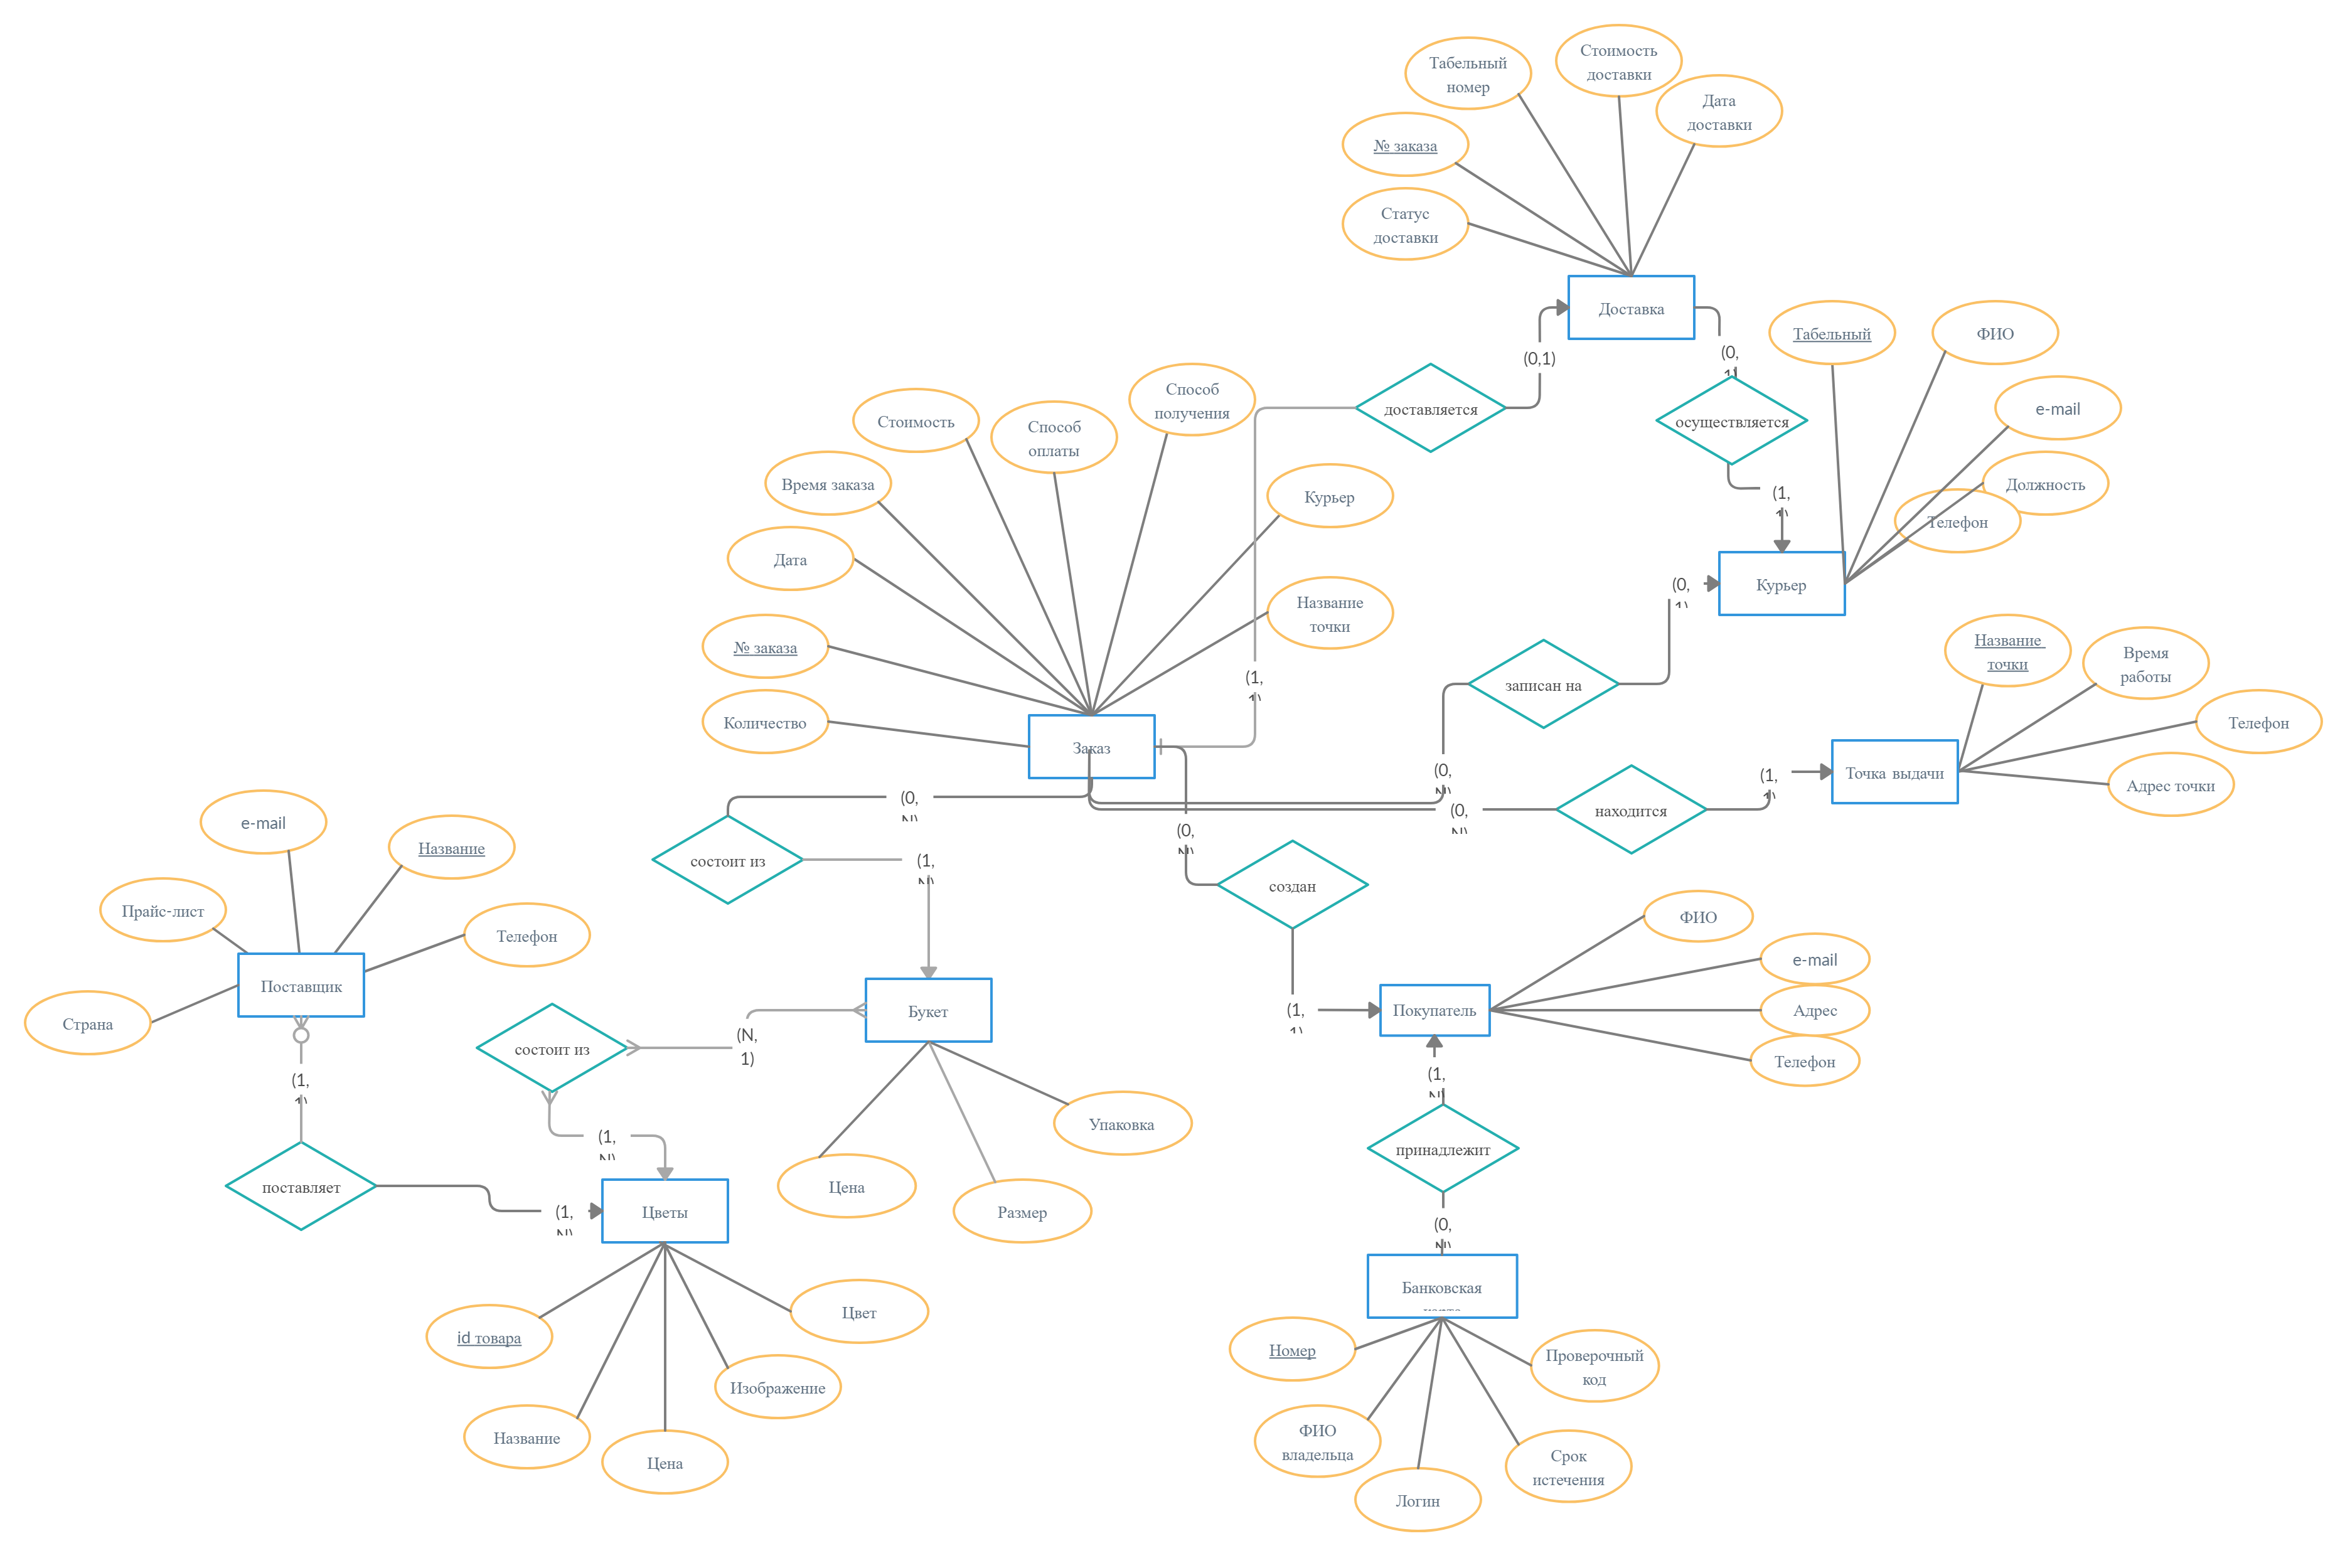 Стоимость
доставки
Табельный
номер
Дата
доставки
№ заказа
Статус
доставки
Доставка
Табельный
ФИО
(0,1)
(0,
e-mail
доставляется
осуществляется
Способ
получения
Стоимость
Способ
оплаты
Время заказа
Курьер
(1,
Должность
Телефон
Дата
Курьер
(0,
Название
точки
№ заказа
Название
точки
Время
работы
(1,
записан на
Количество
Заказ
Телефон
Точка выдачи
Адрес точки
(0,
(1,
(0,
(0,
находится
(0,
e-mail
Название
состоит из
(1,
создан
Прайс-лист
Телефон
ФИО
e-mail
Поставщик
Страна
Букет
(1,
Покупатель
Адрес
Телефон
состоит из
(N,
1)
(1,
(1,
Упаковка
(1,
принадлежит
поставляет
Цена
Размер
(1,
Цветы
(0,
Банковская
id товара
Цвет
Номер
Проверочный
код
Изображение
Название
Цена
ФИО
владельца
Срок
истечения
Логин